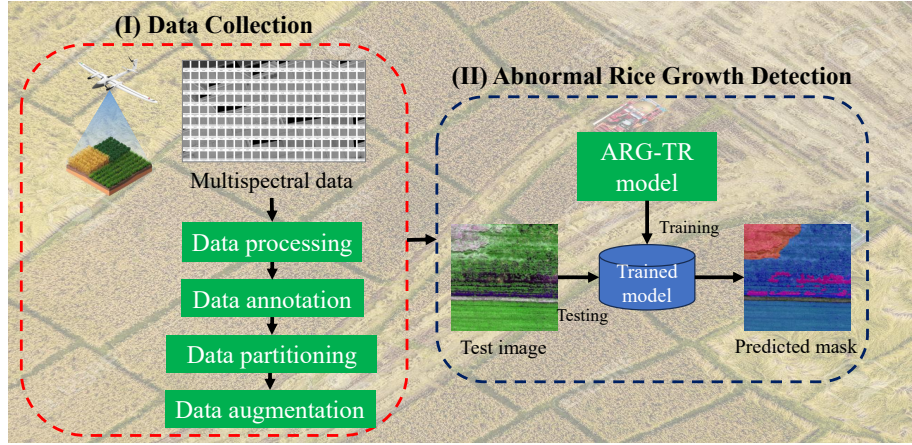 (I) Data Collection
Multispectral data
Data processing
Data annotation
Data partitioning
Data augmentation
(II) Abnormal Rice Growth Detection
ARG-TR
model
Training
Trained
model
Testing
Test image
Predicted mask